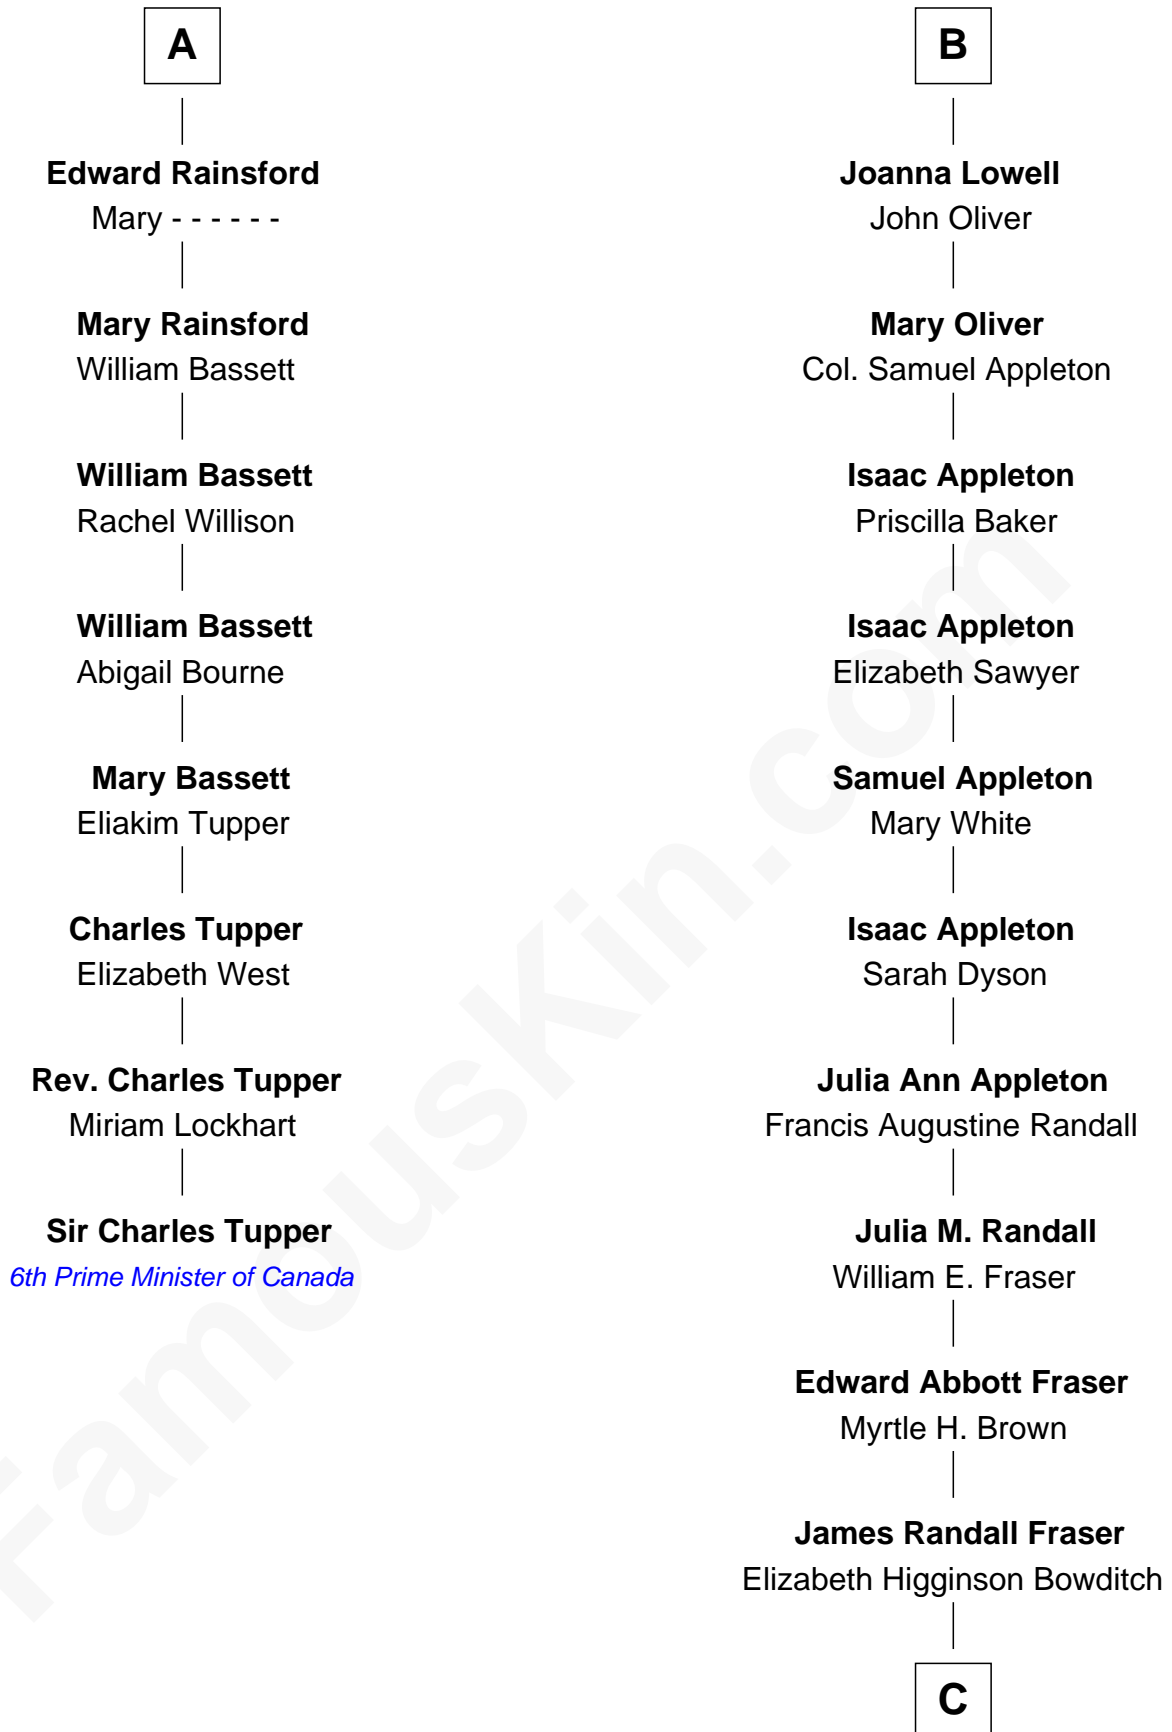 A
Edward Rainsford
Mary - - - - - -
Mary Rainsford
William Bassett
William Bassett
Rachel Willison
William Bassett
Abigail Bourne
Mary Bassett
Eliakim Tupper
Charles Tupper
Elizabeth West
Rev. Charles Tupper
Miriam Lockhart
Sir Charles Tupper
6th Prime Minister of Canada
B
Joanna Lowell
John Oliver
Mary Oliver
Col. Samuel Appleton
Isaac Appleton
Priscilla Baker
Isaac Appleton
Elizabeth Sawyer
Samuel Appleton
Mary White
Isaac Appleton
Sarah Dyson
Julia Ann Appleton
Francis Augustine Randall
Julia M. Randall
William E. Fraser
Edward Abbott Fraser
Myrtle H. Brown
James Randall Fraser
Elizabeth Higginson Bowditch
C
FamousKin.com